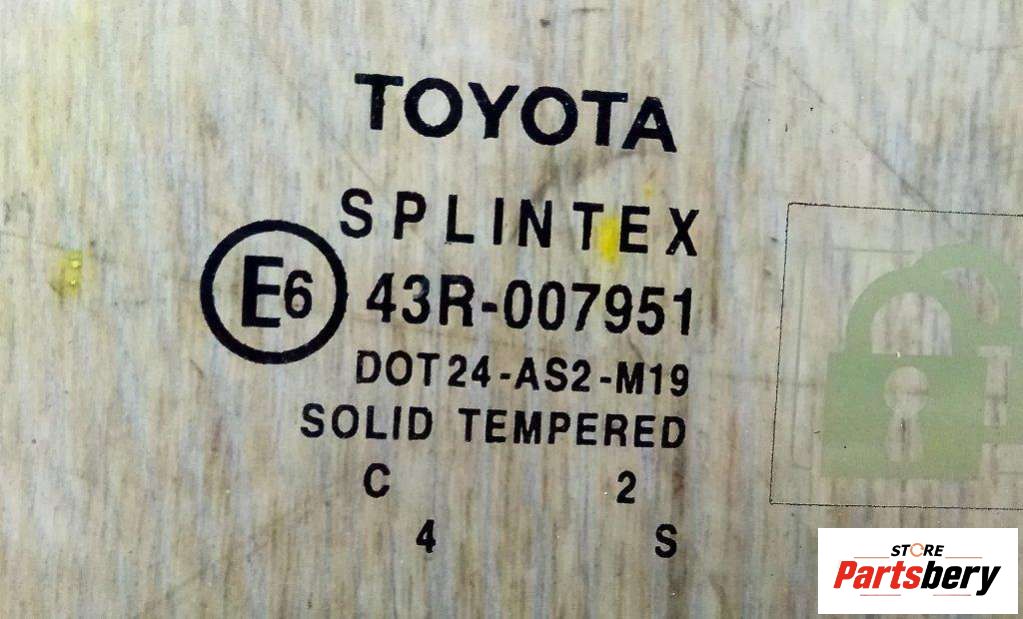 TOYOTA
SPLINTEX
E6 43R-007951
DOT24-AS2-M19
SOLID TEMPERED
C 2
4 S
STORE
Partsbery